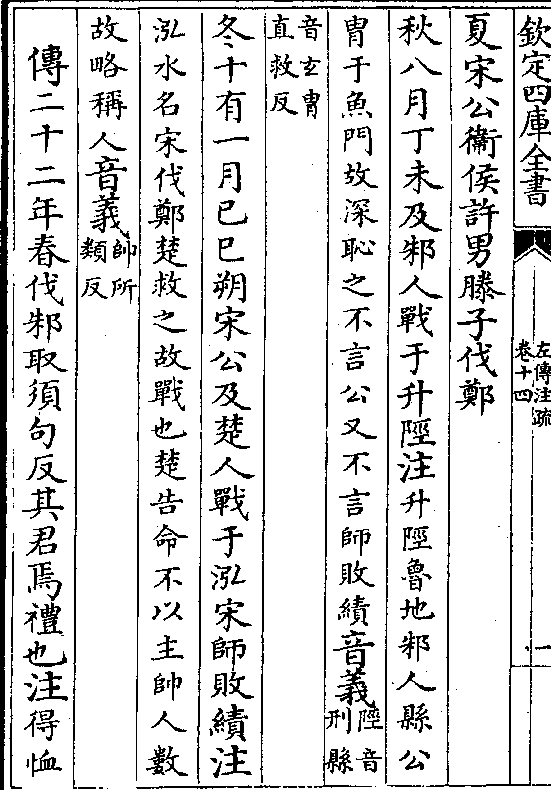 欽定四庫全書
左傳注疏
卷十四
一
夏宋公衞侯許男滕子伐鄭
秋八月丁未及邾人戰于升陘注升陘魯地邾人縣公
冑于魚門故深恥之不言公又不言師敗績音義陘音
刑縣
音玄冑
直救反
冬十有一月己巳朔宋公及楚人戰于泓宋師敗績注
泓水名宋伐鄭楚救之故戰也楚告命不以主帥人數
故略稱人音義帥所
類反
傳二十二年春伐邾取須句反其君焉禮也注得恤